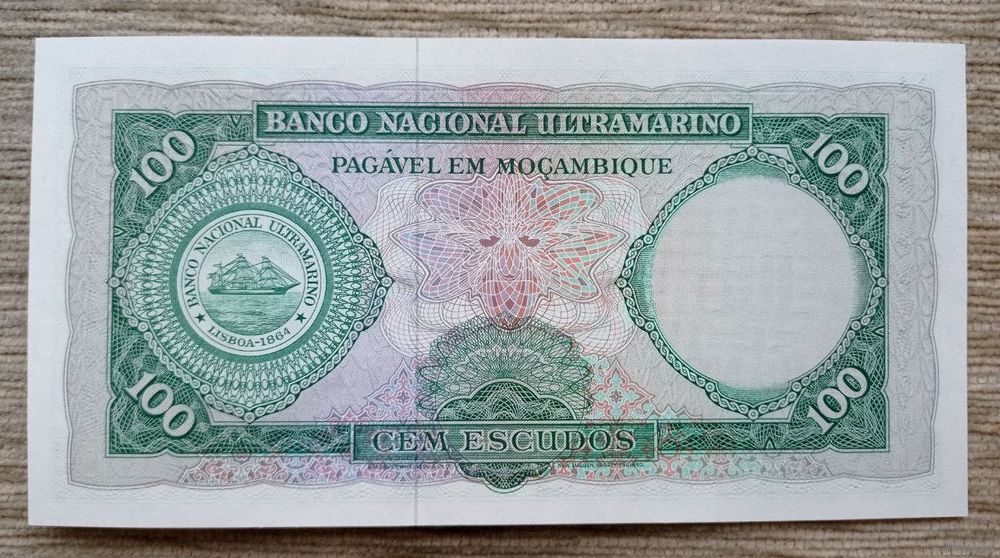 BANCO NACIONAL ULTRAMARINO
PAGÁVEL EM MOÇAMBIQUE
100
100
BANCO NACIONAL ULTRAMARINO
★ LISBOA-1864 ★
100
100
CEM ESCUDOS